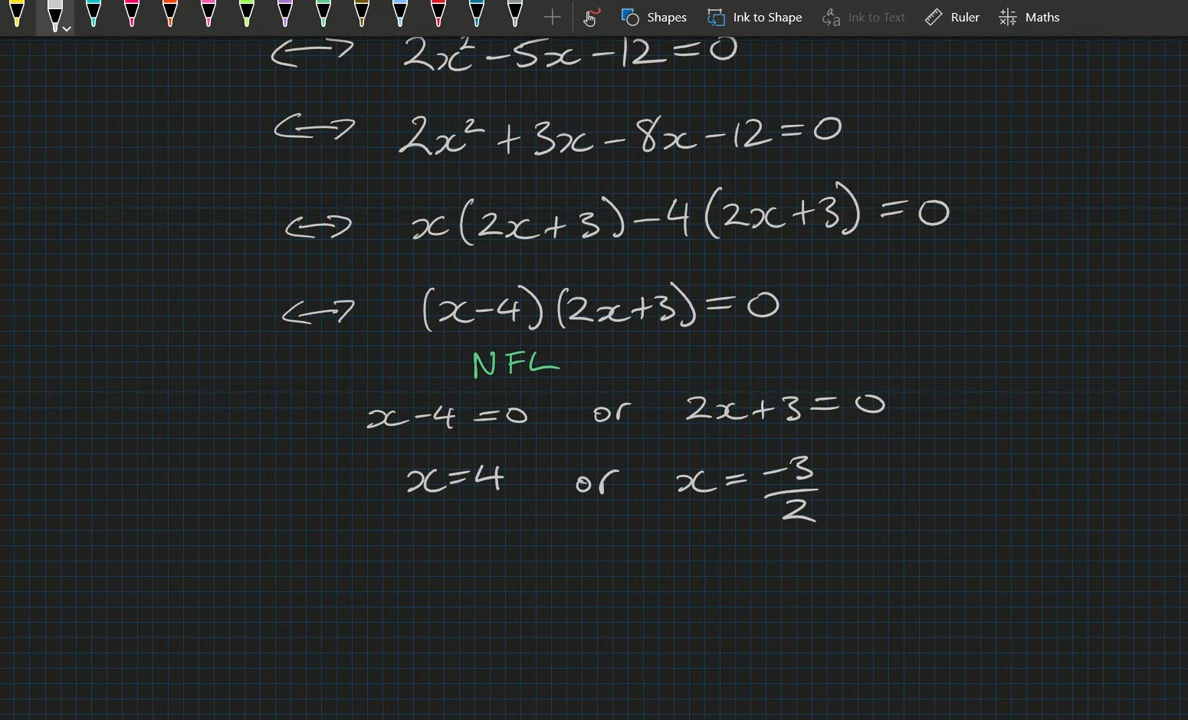 Shapes Ink to Shape Ink to Text Ruler Maths
⟷ 2x² - 5x - 12 = 0
⟷ 2x² + 3x - 8x - 12 = 0
⟷ x(2x+3) - 4(2x+3) = 0
⟷ (x-4)(2x+3) = 0
NFL
x - 4 = 0 or 2x + 3 = 0
x = 4 or x = -3/2